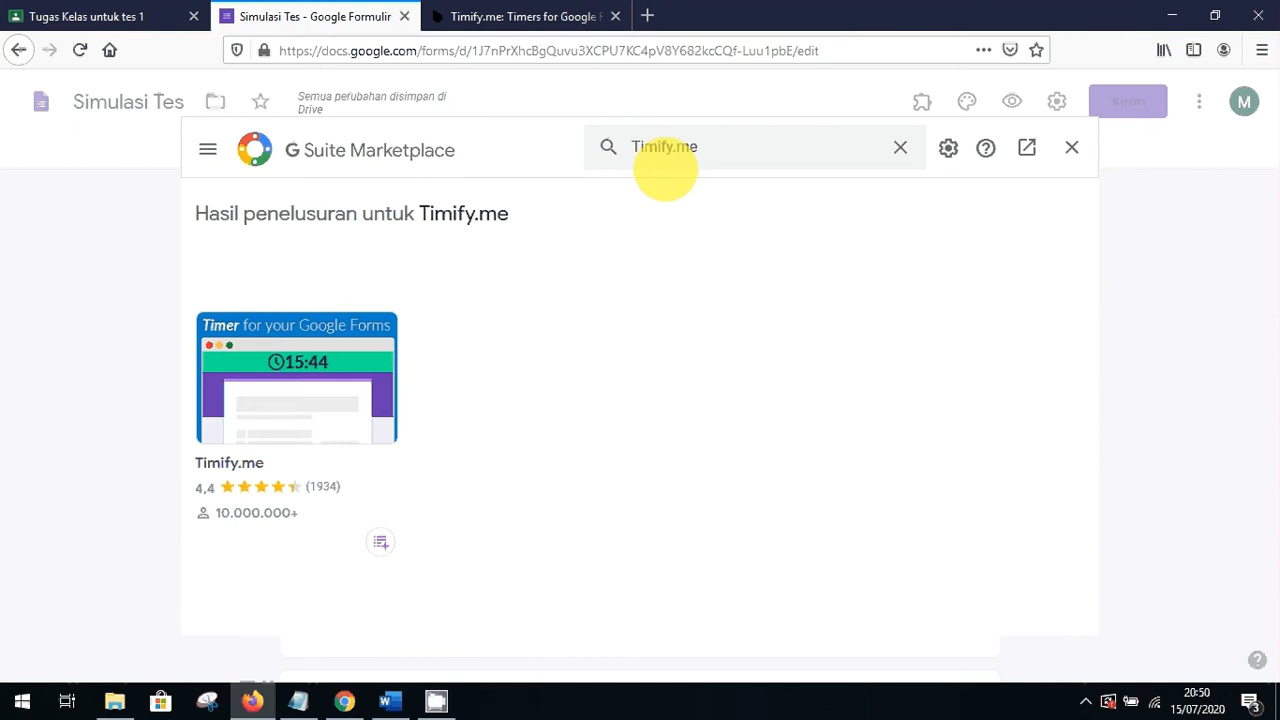 Tugas Kelas untuk tes 1
Simulasi Tes - Google Formulir
Timify.me: Timers for Google F
https://docs.google.com/forms/d/1J7nPrXhcBgQuvu3XCPU7KC4pV8Y682kcCQf-Luu1pbE/edit
Simulasi Tes
Semua perubahan disimpan di
Drive
Kirim
M
G Suite Marketplace
Timify.me
Hasil penelusuran untuk Timify.me
Timer for your Google Forms
15:44
Timify.me
4,4 (1934)
10.000.000+
20:50
15/07/2020
3